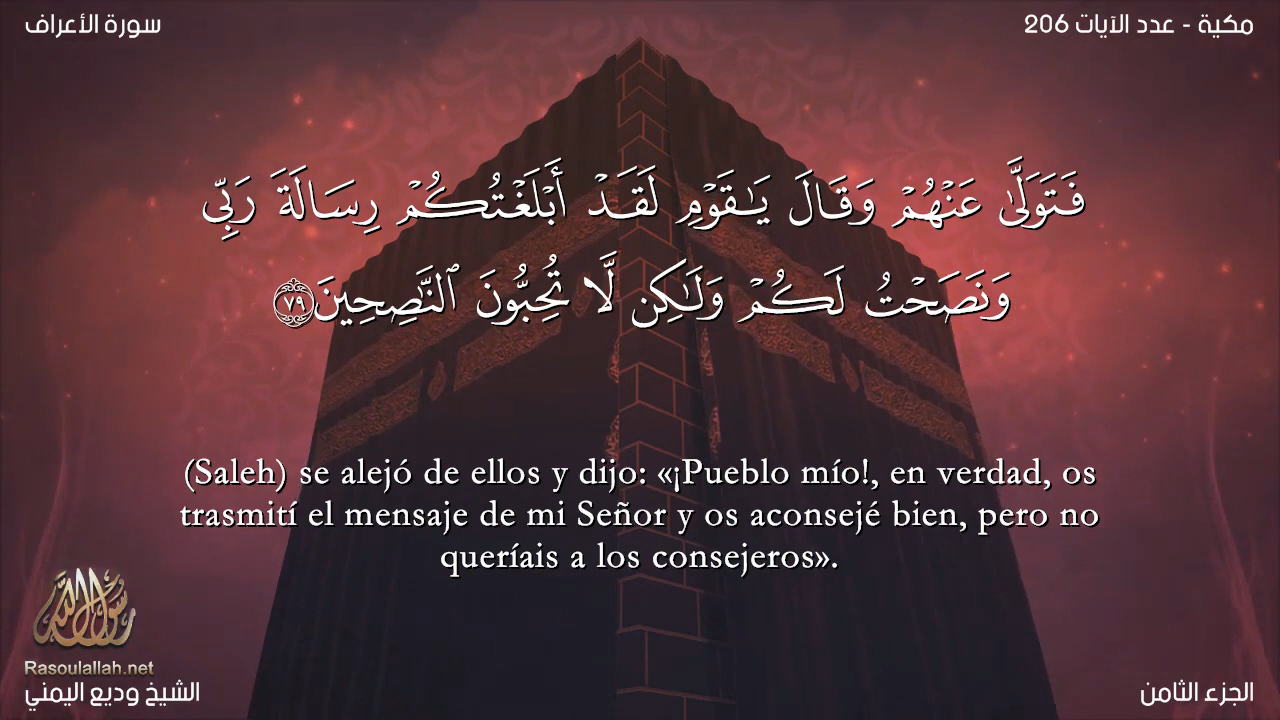 سورة الأعراف
مكية - عدد الآيات 206
فَتَوَلَّىٰ عَنْهُمْ وَقَالَ يَـٰقَوْمِ لَقَدْ أَبْلَغْتُكُمْ رِسَالَةَ رَبِّى
وَنَصَحْتُ لَكُمْ وَلَـٰكِن لَّا تُحِبُّونَ ٱلنَّـٰصِحِينَ ٧٩
(Saleh) se alejó de ellos y dijo: «¡Pueblo mío!, en verdad, os
trasmití el mensaje de mi Señor y os aconsejé bien, pero no
queríais a los consejeros».
رسول الله
Rasoulallah.net
الشيخ وديع اليمني
الجزء الثامن